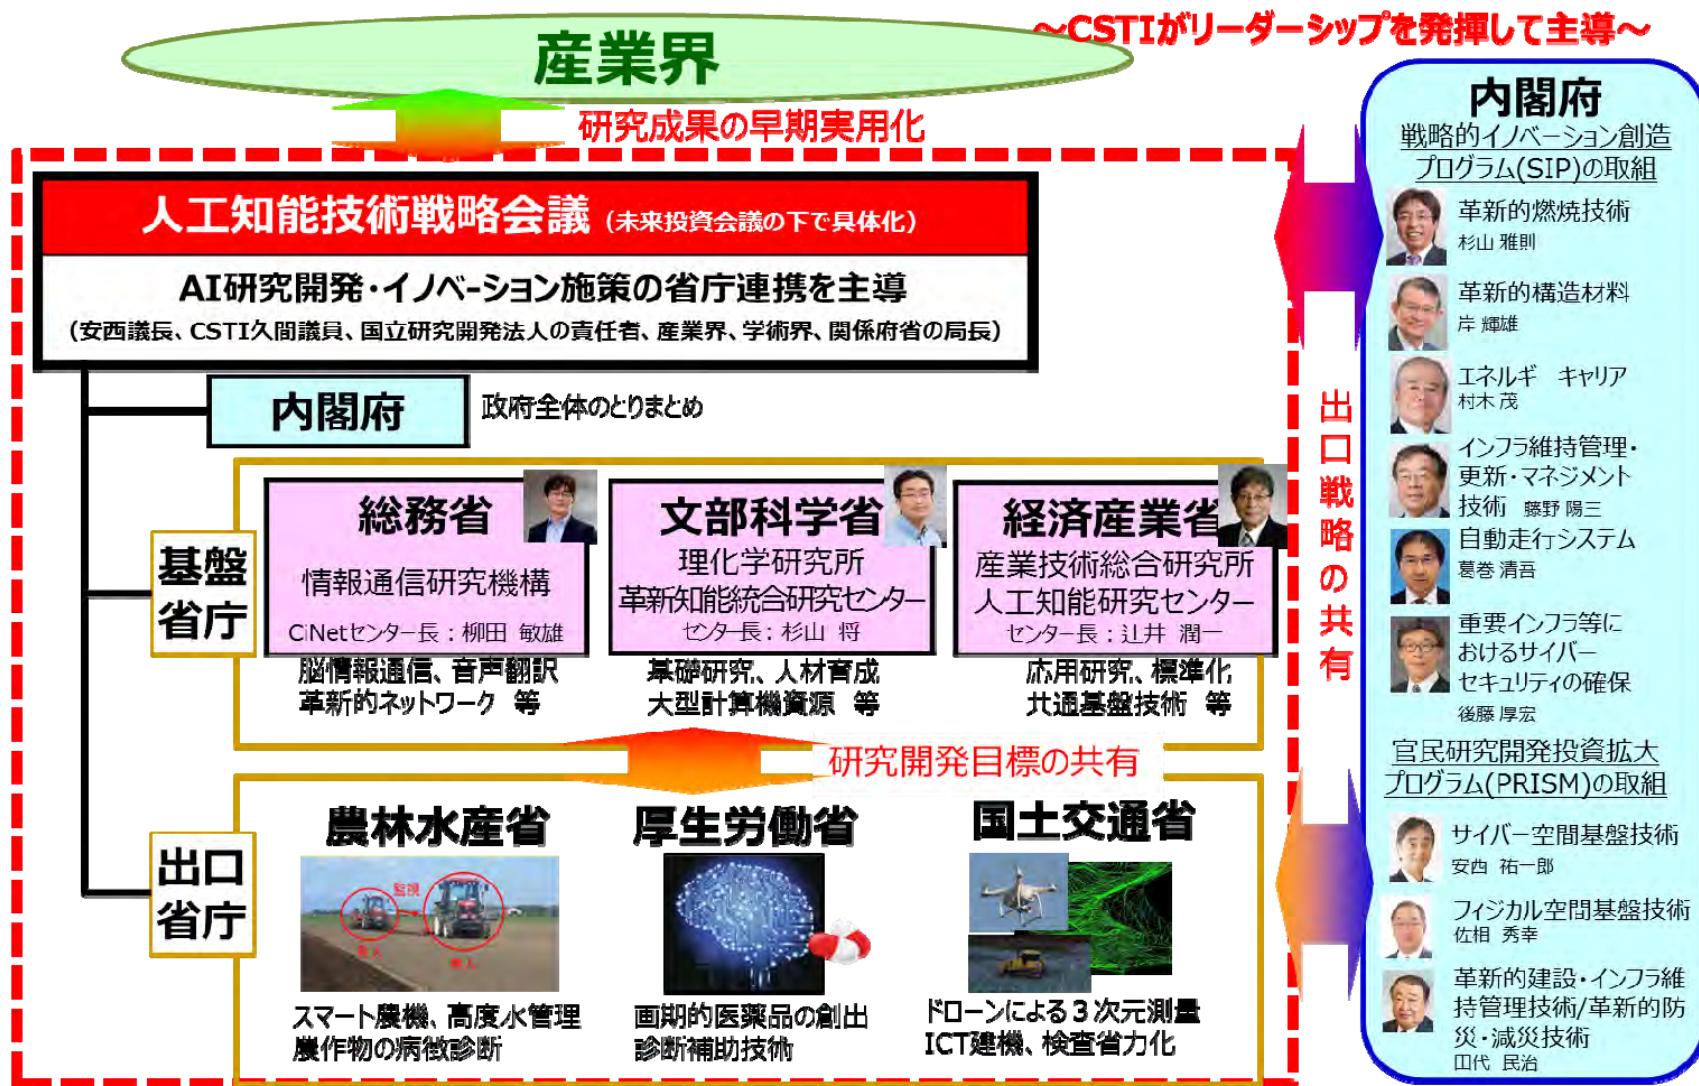 ～CSTIがリーダーシップを発揮して主導～
産業界
研究成果の早期実用化
人工知能技術戦略会議（未来投資会議の下で具体化）
AI研究開発・イノベーション施策の省庁連携を主導
（安西議長、CSTI久間議員、国立研究開発法人の責任者、産業界、学術界、関係府省の局長）
内閣府
政府全体のとりまとめ
基盤
省庁
総務省
情報通信研究機構
CiNetセンター長：柳田 敏雄
脳情報通信、音声翻訳
革新的ネットワーク 等
文部科学省
理化学研究所
革新知能統合研究センター
センター長：杉山 将
基礎研究、人材育成
大型計算機資源 等
経済産業省
産業技術総合研究所
人工知能研究センター
センター長：辻井 潤一
応用研究、標準化
共通基盤技術 等
研究開発目標の共有
出口
省庁
農林水産省
監視
無人
有人
スマート農機、高度水管理
農作物の病徴診断
厚生労働省
画期的医薬品の創出
診断補助技術
国土交通省
ドローンによる３次元測量
ICT建機、検査省力化
出口戦略の共有
内閣府
戦略的イノベーション創造
プログラム(SIP)の取組
革新的燃焼技術
杉山 雅則
革新的構造材料
岸 輝雄
エネルギ　キャリア
村木 茂
インフラ維持管理・
更新・マネジメント
技術 藤野 陽三
自動走行システム
葛巻 清吾
重要インフラ等に
おけるサイバー
セキュリティの確保
後藤 厚宏
官民研究開発投資拡大
プログラム(PRISM)の取組
サイバー空間基盤技術
安西 祐一郎
フィジカル空間基盤技術
佐相 秀幸
革新的建設・インフラ維
持管理技術/革新的防
災・減災技術
田代 民治